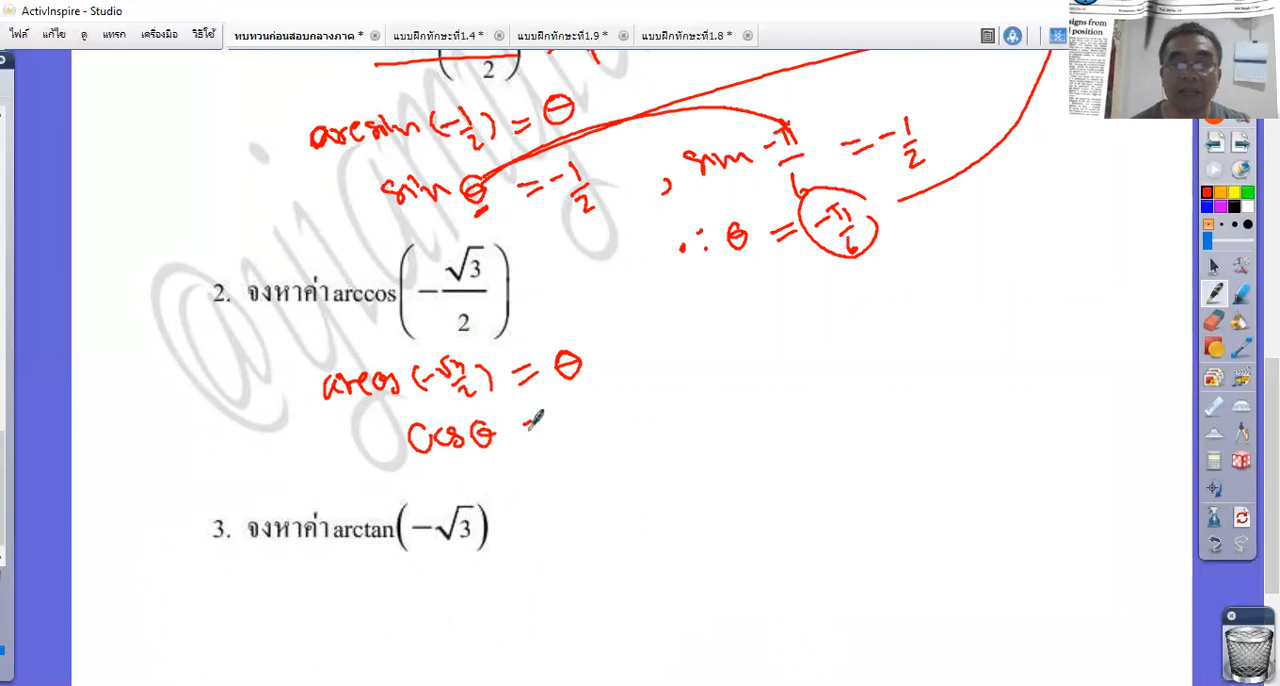 ActivInspire - Studio
ไฟล์ แก้ไข ดู แทรก เครื่องมือ วิธีใช้
ทบทวนก่อนสอบกลางภาค * แบบฝึกทักษะที่1.4 * แบบฝึกทักษะที่1.9 * แบบฝึกทักษะที่1.8 *
signs from
position
2
arcsin (-1/2) = θ
sin θ = -1/2 , sin -π/ = -1/2
∴ θ = -π/6
2. จงหาค่า arccos(-√3/2)
arccos (-√3/2) = θ
cos θ =
3. จงหาค่า arctan(-√3)